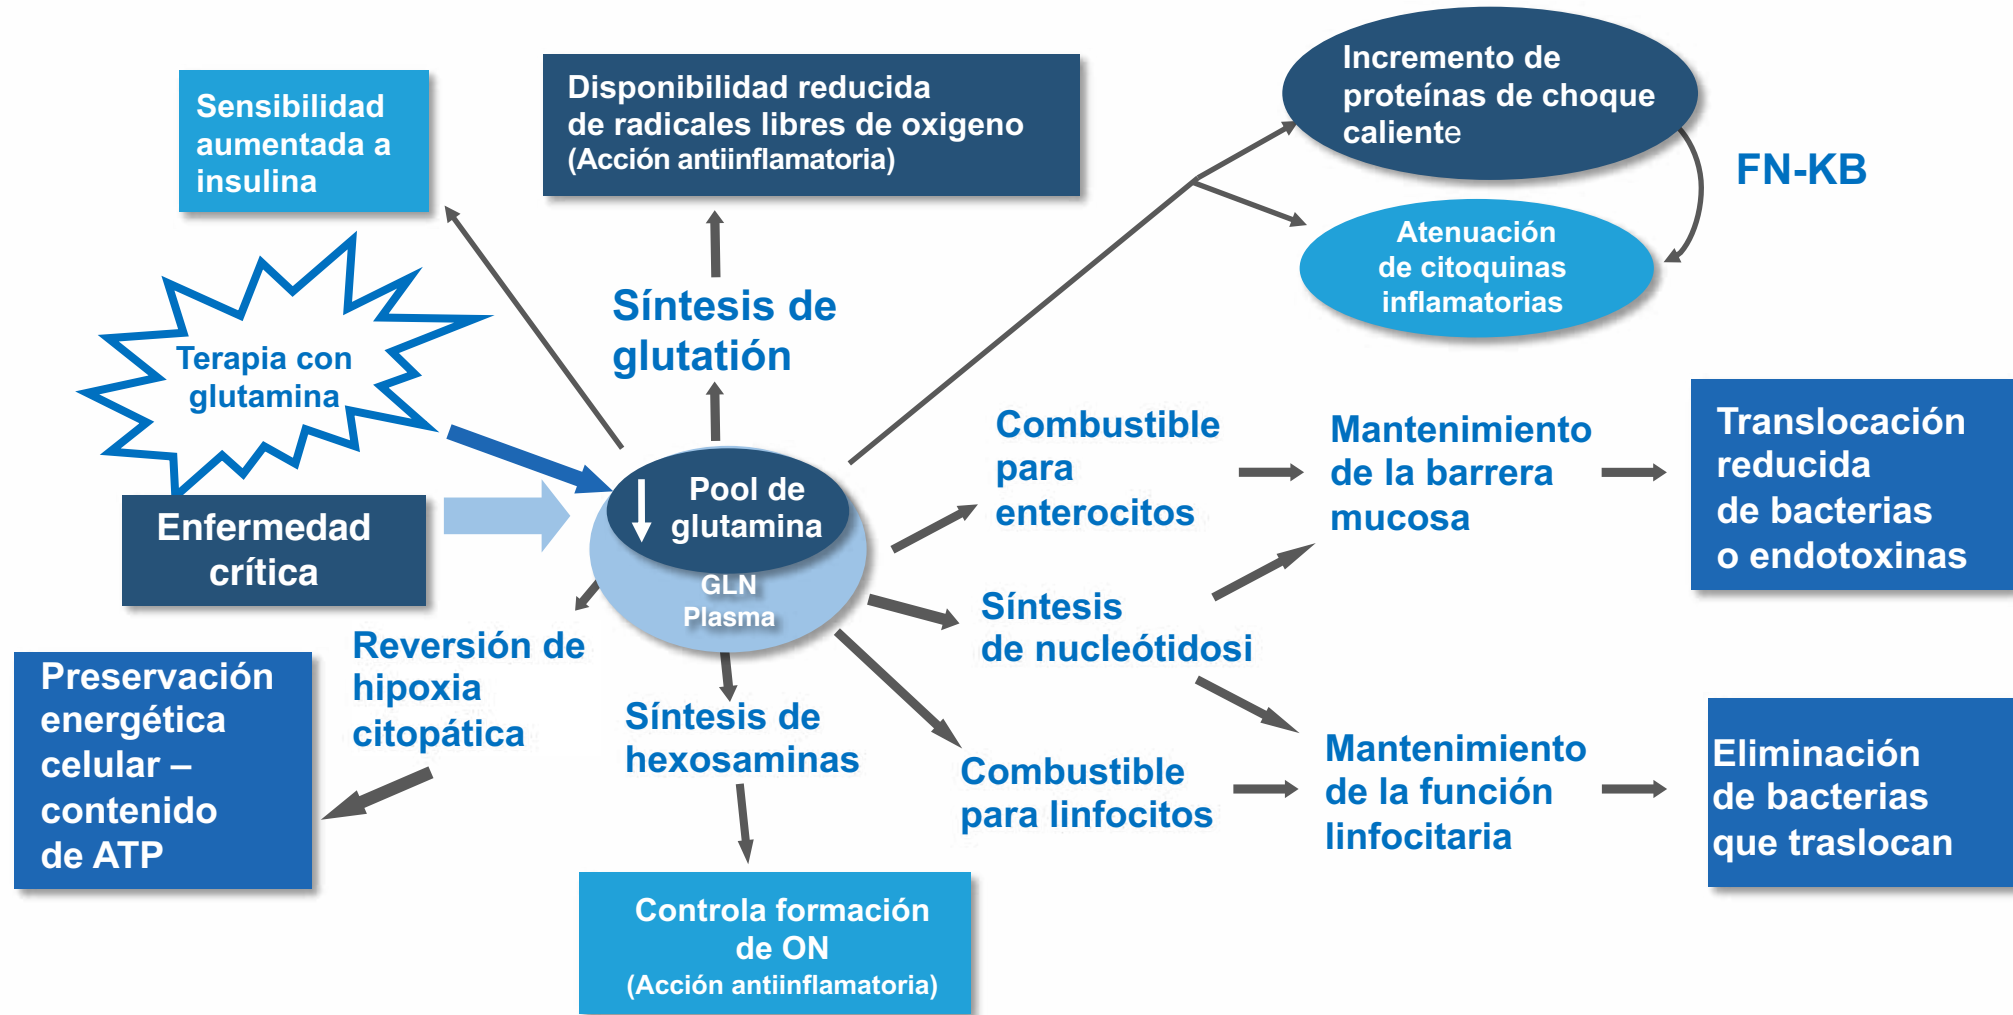 Sensibilidad
aumentada a
insulina
Disponibilidad reducida
de radicales libres de oxigeno
(Acción antiinflamatoria)
Incremento de
proteínas de choque
caliente
FN-KB
Atenuación
de citoquinas
inflamatorias
Síntesis de
glutatión
Terapia con
glutamina
Enfermedad
crítica
Pool de
glutamina
GLN
Plasma
Combustible
para
enterocitos
Mantenimiento
de la barrera
mucosa
Translocación
reducida
de bacterias
o endotoxinas
Síntesis
de nucleótidosi
Reversión de
hipoxia
citopática
Preservación
energética
celular –
contenido
de ATP
Síntesis de
hexosaminas
Combustible
para linfocitos
Mantenimiento
de la función
linfocitaria
Eliminación
de bacterias
que traslocan
Controla formación
de ON
(Acción antiinflamatoria)